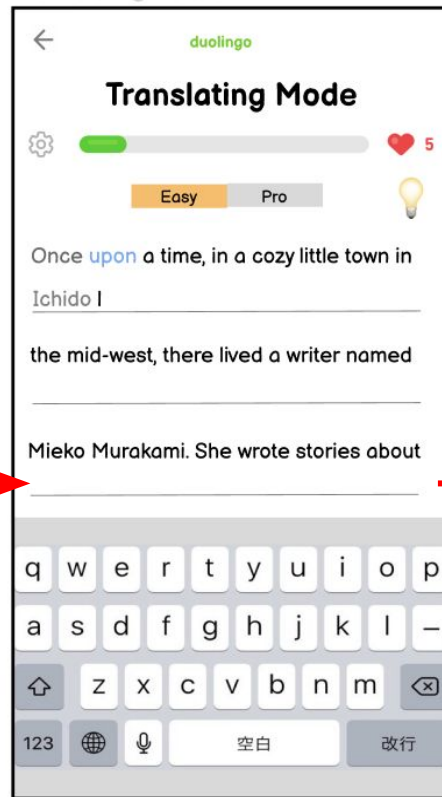 duolingo
Translating Mode
5
Easy Pro
Once upon a time, in a cozy little town in
Ichido
the mid-west, there lived a writer named
Mieko Murakami. She wrote stories about
q w e r t y u i o p
a s d f g h j k l –
z x c v b n m
123 空白 改行